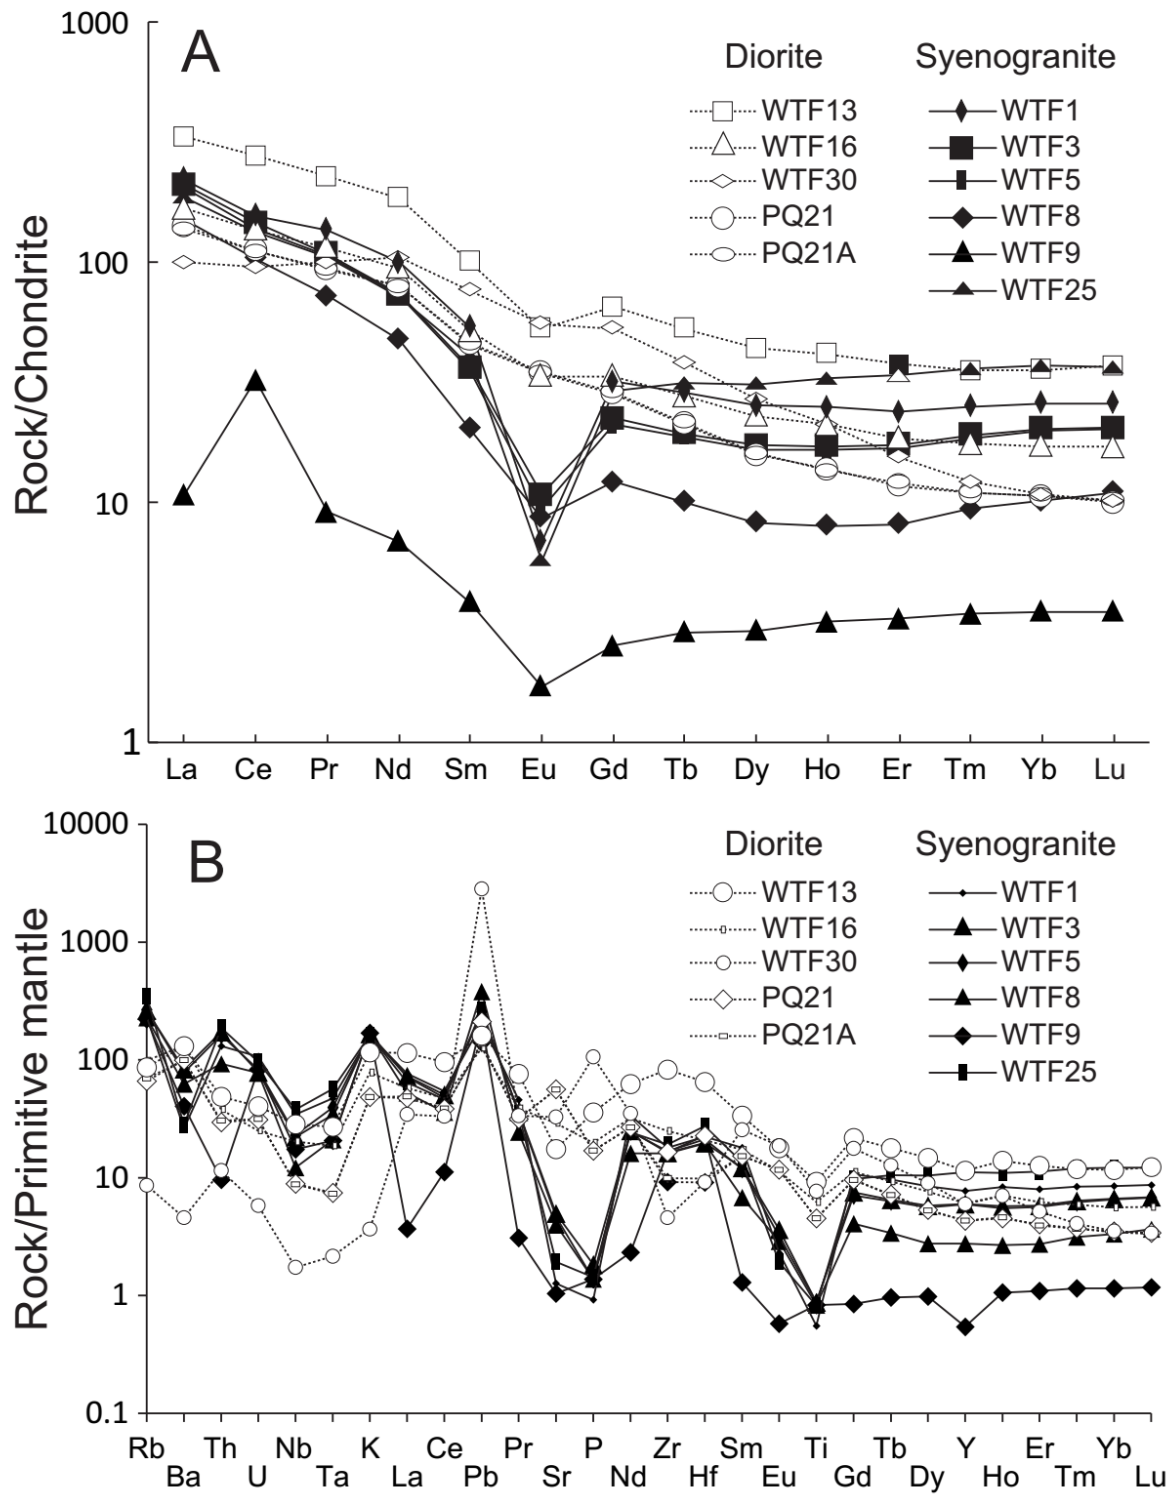 1000
A
Diorite Syenogranite
WTF13 WTF1
WTF16 WTF3
WTF30 WTF5
PQ21 WTF8
PQ21A WTF9
WTF25
100
10
1
Rock/Chondrite
La Ce Pr Nd Sm Eu Gd Tb Dy Ho Er Tm Yb Lu
10000
B
Diorite Syenogranite
WTF13 WTF1
WTF16 WTF3
WTF30 WTF5
PQ21 WTF8
PQ21A WTF9
WTF25
1000
100
10
1
0.1
Rock/Primitive mantle
Rb Th Nb K Ce Pr P Zr Sm Ti Tb Y Er Yb
Ba U Ta La Pb Sr Nd Hf Eu Gd Dy Ho Tm Lu